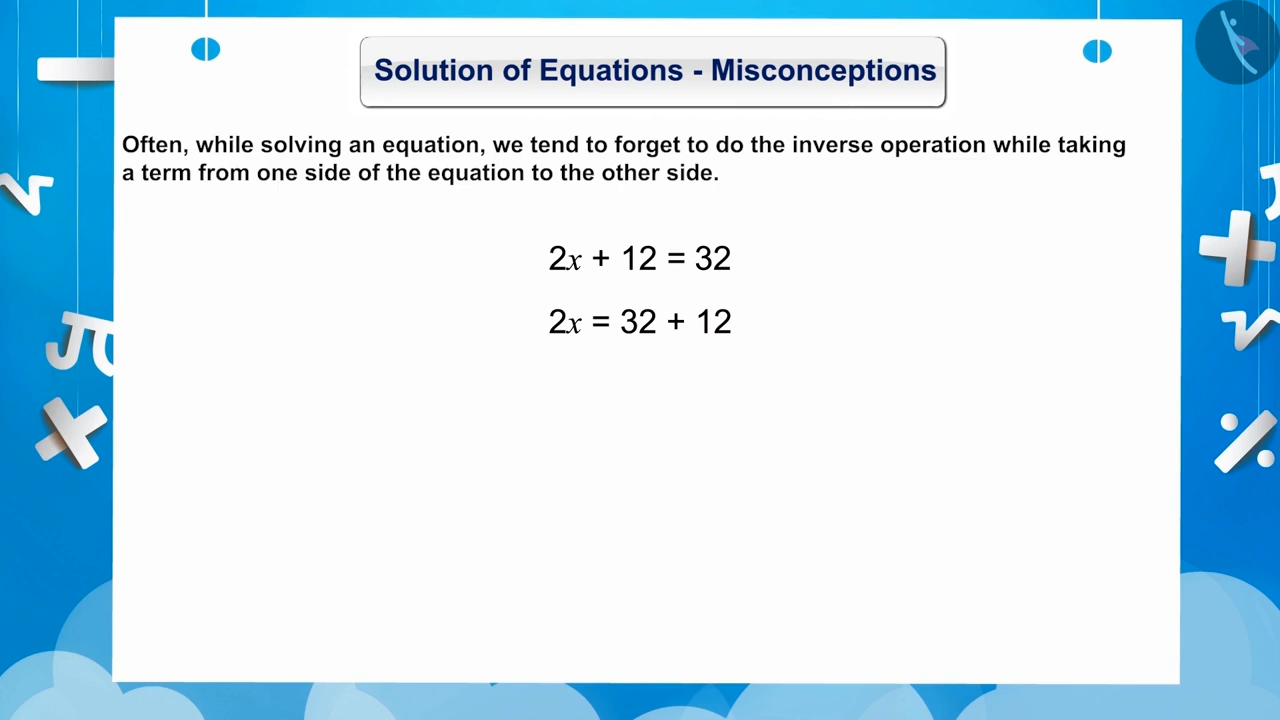 Solution of Equations - Misconceptions
Often, while solving an equation, we tend to forget to do the inverse operation while taking
a term from one side of the equation to the other side.
2x + 12 = 32
2x = 32 + 12